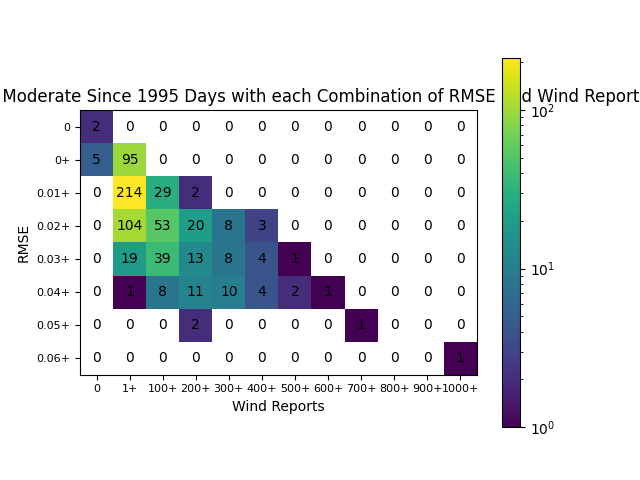 Moderate Since 1995 Days with each Combination of RMSE nd Wind Report
RMSE
0 2 0 0 0 0 0 0 0 0 0 0 0
0+ 5 95 0 0 0 0 0 0 0 0 0 0
0.01+ 0 214 29 2 0 0 0 0 0 0 0 0
0.02+ 0 104 53 20 8 3 0 0 0 0 0 0
0.03+ 0 19 39 13 8 4 1 0 0 0 0 0
0.04+ 0 1 8 11 10 4 2 1 0 0 0 0
0.05+ 0 0 0 2 0 0 0 0 1 0 0 0
0.06+ 0 0 0 0 0 0 0 0 0 0 0 1
0 1+ 100+ 200+ 300+ 400+ 500+ 600+ 700+ 800+ 900+ 1000+
Wind Reports
10²
10¹
10⁰